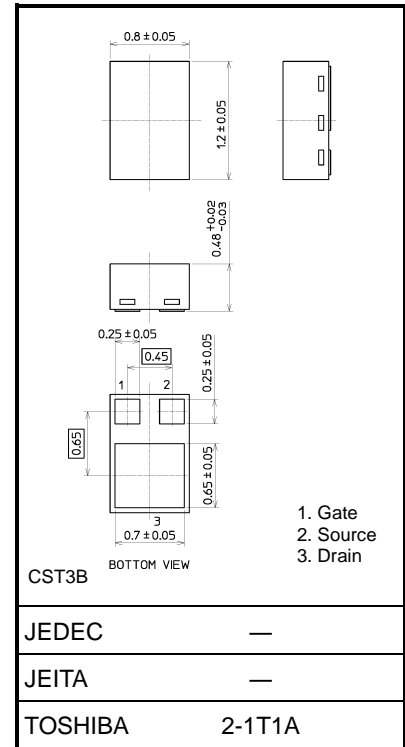 0.8±0.05
1.2±0.05
0.48 +0.02 -0.03
0.25±0.05
0.45
1 2
0.25±0.05
0.65
0.65±0.05
3
0.7±0.05
BOTTOM VIEW
CST3B
1. Gate
2. Source
3. Drain
JEDEC —
JEITA —
TOSHIBA 2-1T1A